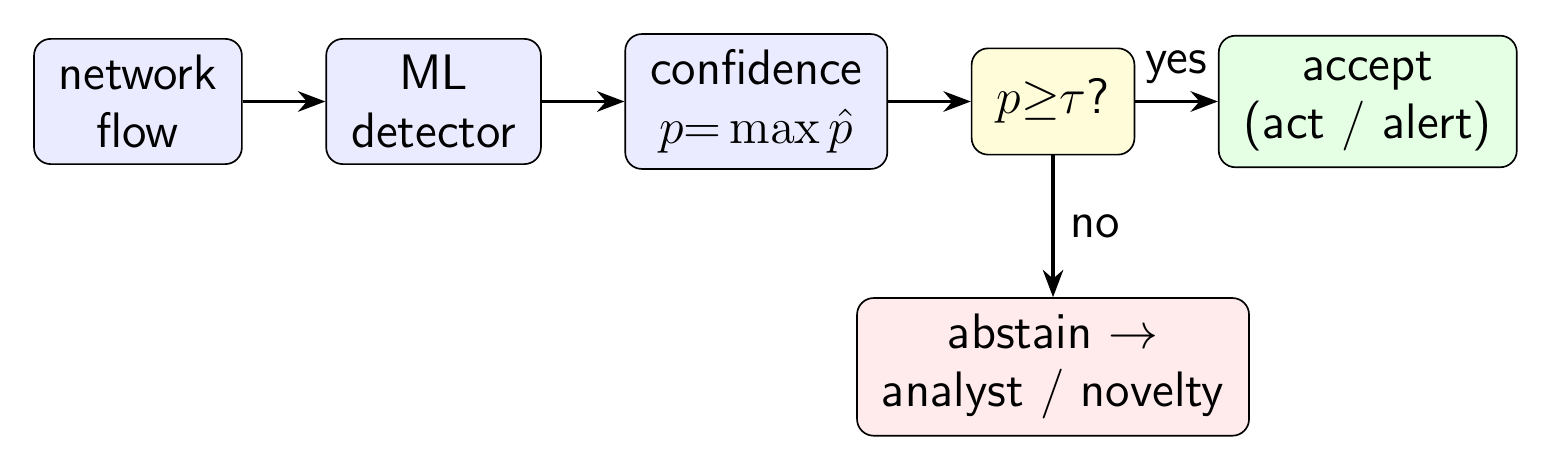 network
flow
ML
detector
confidence
p=max p̂
p≥τ?
yes
accept
(act / alert)
no
abstain →
analyst / novelty